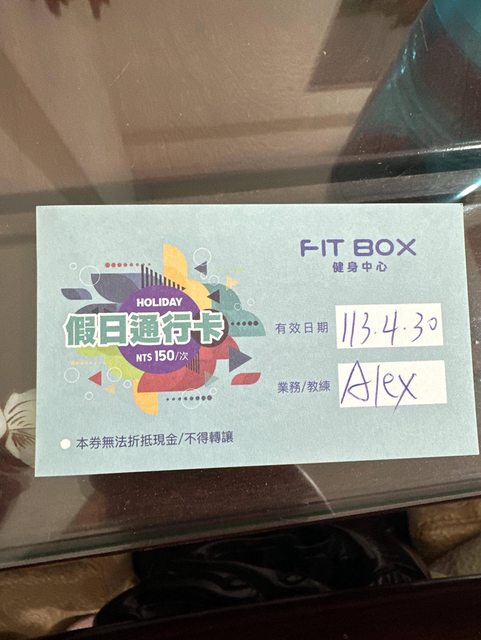 FIT BOX
健身中心
HOLIDAY
假日通行卡
NT$ 150/次
有效日期 113.4.30
業務/教練 Alex
本券無法折抵現金/不得轉讓